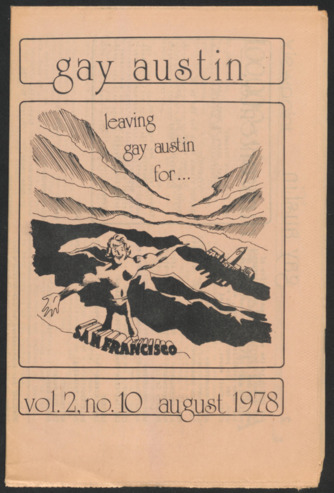 gay austin
leaving
gay austin
for...
SAN FRANCISCO
vol. 2, no. 10 august 1978